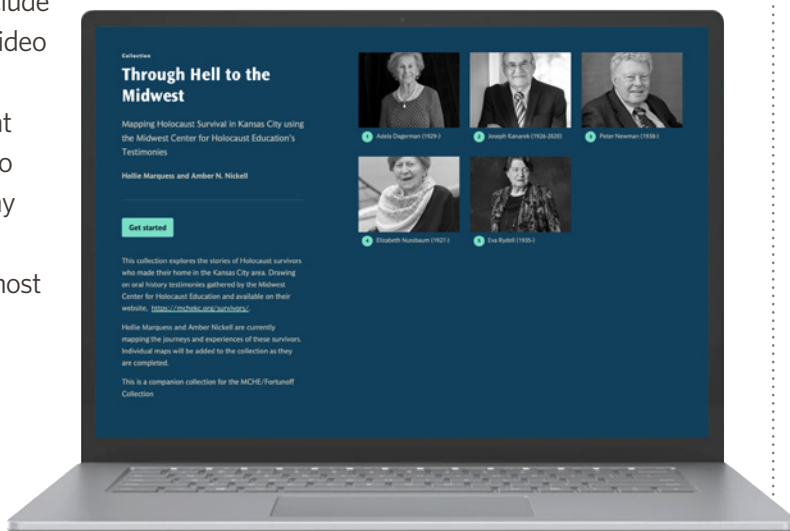 clude
ideo
t
o
y
nost
Collection
Through Hell to the
Midwest
Mapping Holocaust Survival in Kansas City using
the Midwest Center for Holocaust Education's
Testimonies
Hollie Marquess and Amber N. Nickell
Get started
This collection explores the stories of Holocaust survivors
who made their home in the Kansas City area. Drawing
on oral history testimonies gathered by the Midwest
Center for Holocaust Education and available on their
website, https://mchekc.org/survivors/.
Hollie Marquess and Amber Nickell are currently
mapping the journeys and experiences of these survivors.
Individual maps will be added to the collection as they
are completed.
This is a companion collection for the MCHE/Fortunoff
Collection
1 Adela Dagerman (1929-)
2 Joseph Kanarek (1926-2020)
3 Peter Newman (1938-)
4 Elizabeth Nussbaum (1927-)
5 Eva Rydell (1935-)